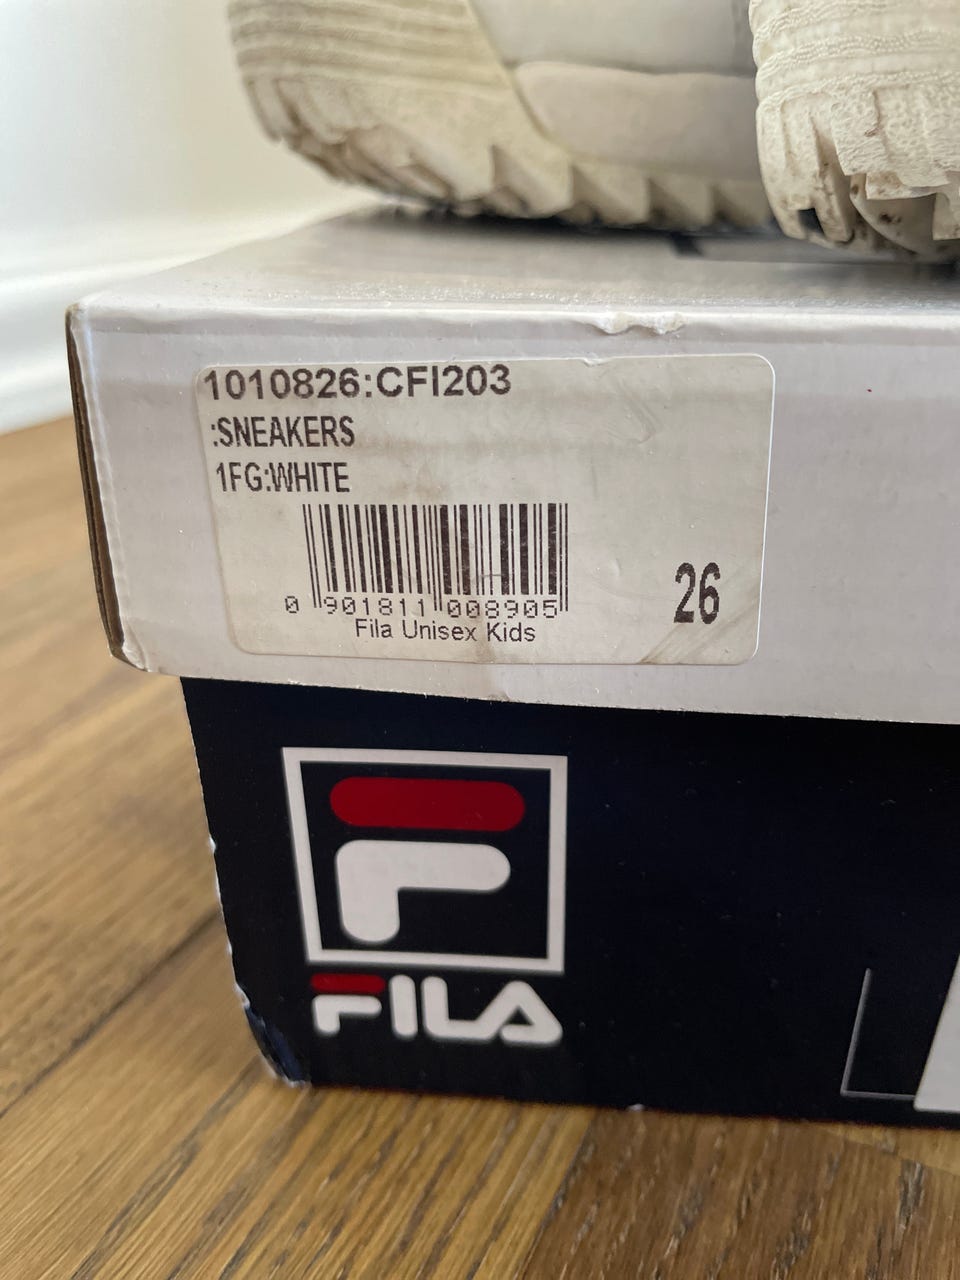 1010826:CFI203
:SNEAKERS
1FG:WHITE
0 901811 008905
Fila Unisex Kids
26
FILA